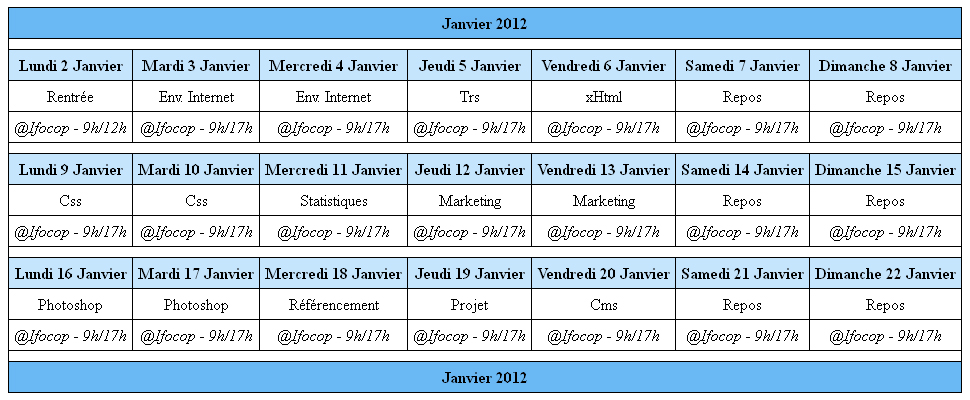 Janvier 2012
Lundi 2 Janvier Mardi 3 Janvier Mercredi 4 Janvier Jeudi 5 Janvier Vendredi 6 Janvier Samedi 7 Janvier Dimanche 8 Janvier
Rentrée Env. Internet Env. Internet Trs xHtml Repos Repos
@Ifocop - 9h/12h @Ifocop - 9h/17h @Ifocop - 9h/17h @Ifocop - 9h/17h @Ifocop - 9h/17h @Ifocop - 9h/17h @Ifocop - 9h/17h
Lundi 9 Janvier Mardi 10 Janvier Mercredi 11 Janvier Jeudi 12 Janvier Vendredi 13 Janvier Samedi 14 Janvier Dimanche 15 Janvier
Css Css Statistiques Marketing Marketing Repos Repos
@Ifocop - 9h/17h @Ifocop - 9h/17h @Ifocop - 9h/17h @Ifocop - 9h/17h @Ifocop - 9h/17h @Ifocop - 9h/17h @Ifocop - 9h/17h
Lundi 16 Janvier Mardi 17 Janvier Mercredi 18 Janvier Jeudi 19 Janvier Vendredi 20 Janvier Samedi 21 Janvier Dimanche 22 Janvier
Photoshop Photoshop Référencement Projet Cms Repos Repos
@Ifocop - 9h/17h @Ifocop - 9h/17h @Ifocop - 9h/17h @Ifocop - 9h/17h @Ifocop - 9h/17h @Ifocop - 9h/17h @Ifocop - 9h/17h
Janvier 2012